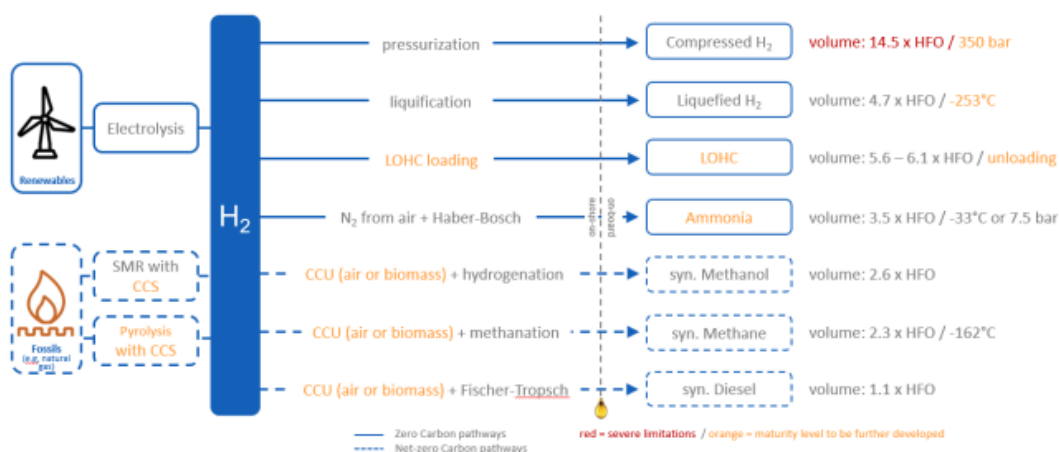 pressurization
Compressed H₂
volume: 14.5 x HFO / 350 bar
Renewables
Electrolysis
liquification
Liquefied H₂
volume: 4.7 x HFO / -253°C
LOHC loading
LOHC
volume: 5.6 – 6.1 x HFO / unloading
H₂
N₂ from air + Haber-Bosch
on-shore
on-board
Ammonia
volume: 3.5 x HFO / -33°C or 7.5 bar
Fossils
(e.g. natural
gas)
SMR with
CCS
CCU (air or biomass) + hydrogenation
syn. Methanol
volume: 2.6 x HFO
Pyrolysis
with CCS
CCU (air or biomass) + methanation
syn. Methane
volume: 2.3 x HFO / -162°C
CCU (air or biomass) + Fischer-Tropsch
syn. Diesel
volume: 1.1 x HFO
Zero Carbon pathways
Net-zero Carbon pathways
red = severe limitations / orange = maturity level to be further developed